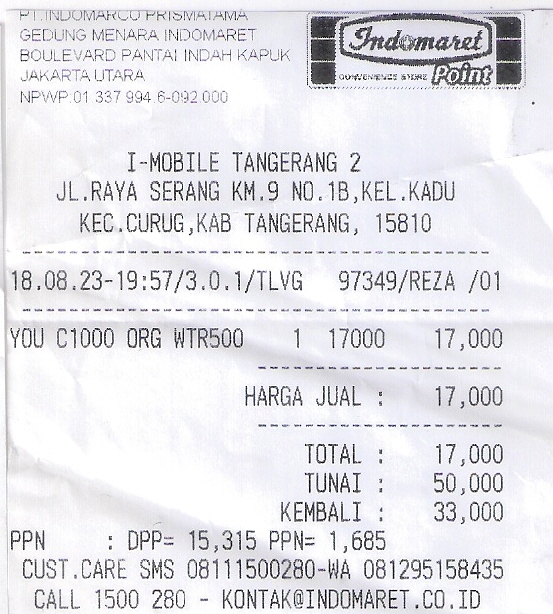 PT.INDOMARCO PRISMATAMA
GEDUNG MENARA INDOMARET
BOULEVARD PANTAI INDAH KAPUK
JAKARTA UTARA
NPWP:01 337 994.6-092.000
Indomaret
CONVENIENCE STORE Point
I-MOBILE TANGERANG 2
JL.RAYA SERANG KM.9 NO.1B,KEL.KADU
KEC.CURUG,KAB TANGERANG, 15810
18.08.23-19:57/3.0.1/TLVG 97349/REZA /01
YOU C1000 ORG WTR500 1 17000 17,000
HARGA JUAL : 17,000
TOTAL : 17,000
TUNAI : 50,000
KEMBALI : 33,000
PPN : DPP= 15,315 PPN= 1,685
CUST.CARE SMS 08111500280-WA 081295158435
CALL 1500 280 - KONTAK@INDOMARET.CO.ID